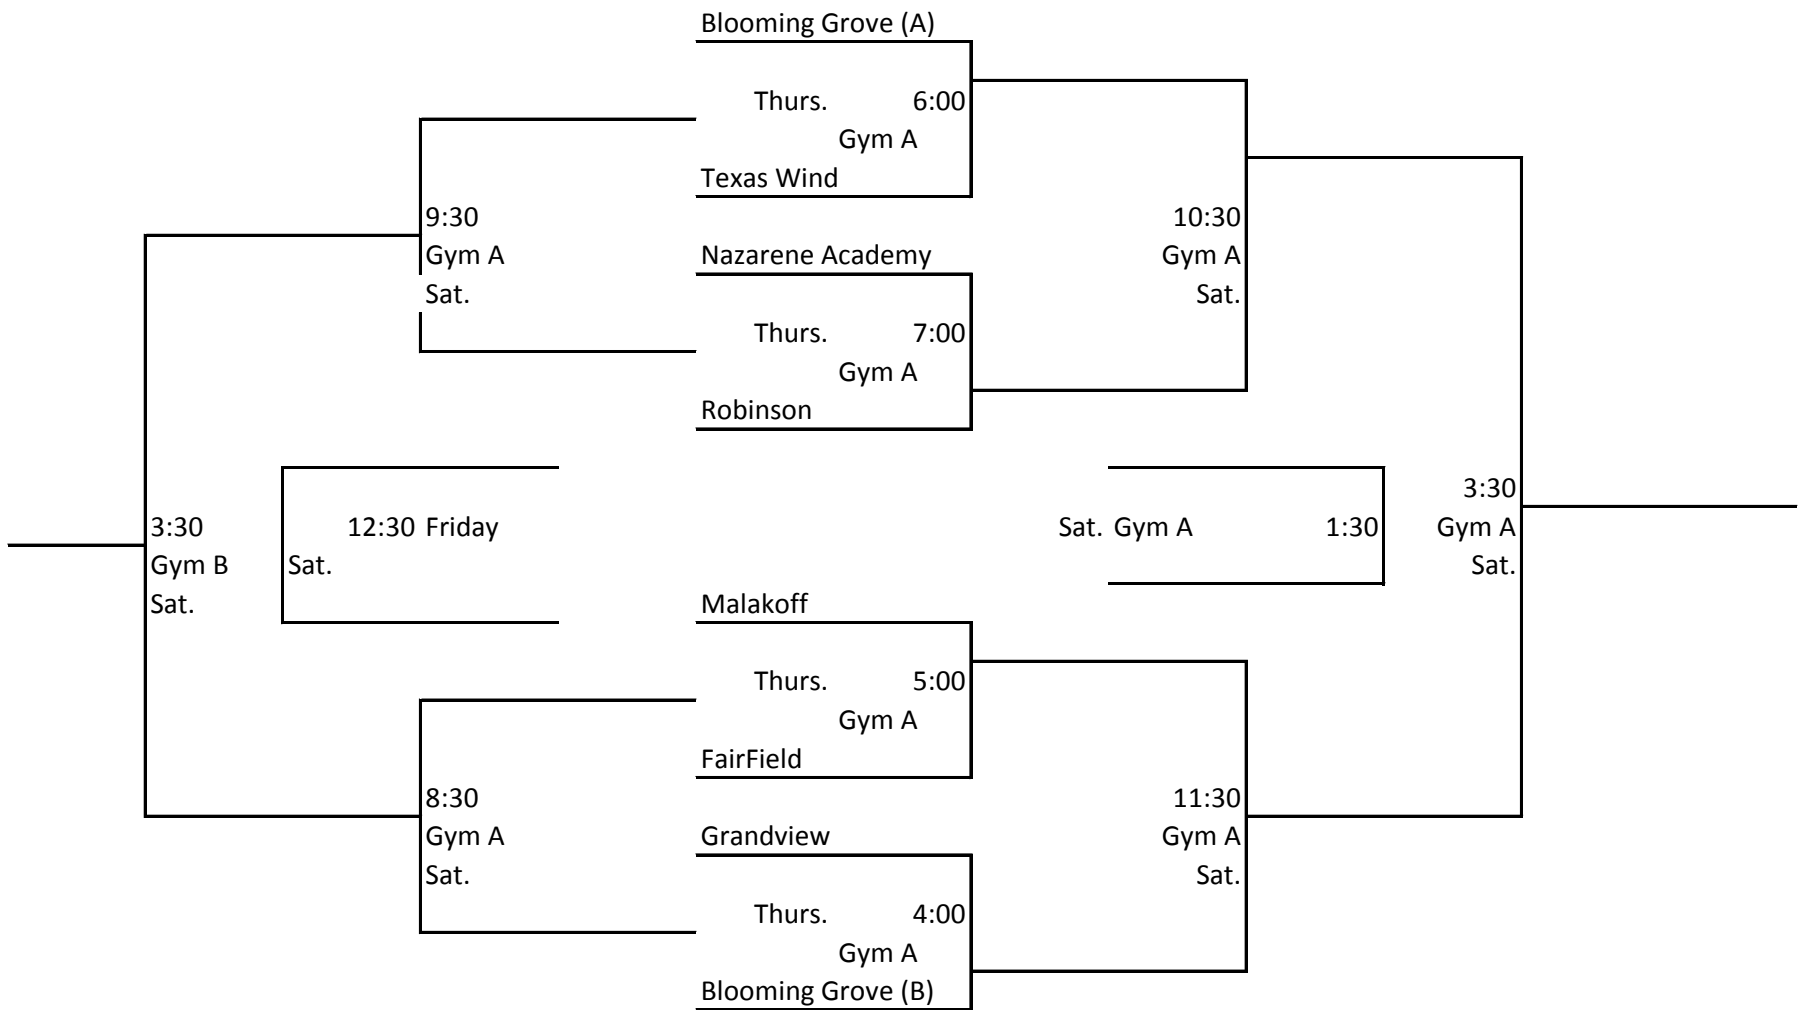 Blooming Grove (A)
Thurs. 6:00
Gym A
Texas Wind
9:30
Gym A
Sat.
Nazarene Academy
10:30
Gym A
Sat.
Thurs. 7:00
Gym A
Robinson
3:30
Gym B
Sat.
12:30 Friday
Sat.
Sat. Gym A 1:30
3:30
Gym A
Sat.
Malakoff
Thurs. 5:00
Gym A
FairField
8:30
Gym A
Sat.
Grandview
11:30
Gym A
Sat.
Thurs. 4:00
Gym A
Blooming Grove (B)